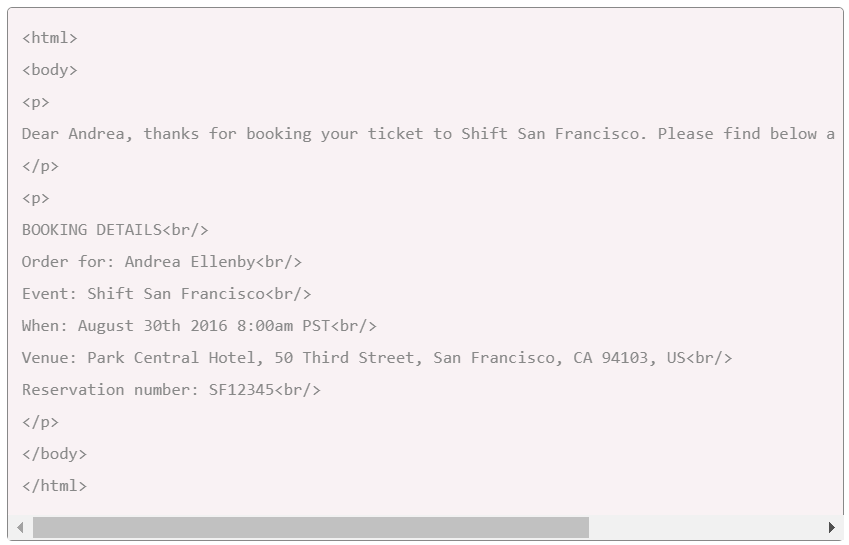 <html>
<body>
<p>
Dear Andrea, thanks for booking your ticket to Shift San Francisco. Please find below a
</p>
<p>
BOOKING DETAILS<br/>
Order for: Andrea Ellenby<br/>
Event: Shift San Francisco<br/>
When: August 30th 2016 8:00am PST<br/>
Venue: Park Central Hotel, 50 Third Street, San Francisco, CA 94103, US<br/>
Reservation number: SF12345<br/>
</p>
</body>
</html>